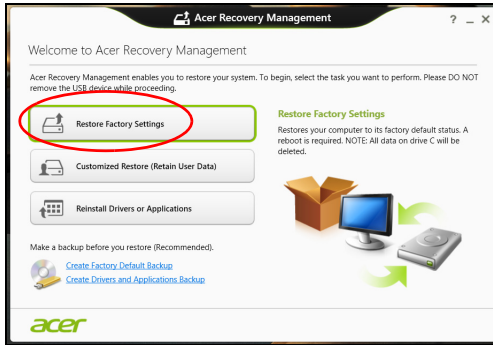 Acer Recovery Management
Welcome to Acer Recovery Management
Acer Recovery Management enables you to restore your system. To begin, select the task you want to perform. Please DO NOT
remove the USB device while proceeding.
Restore Factory Settings
Customized Restore (Retain User Data)
Reinstall Drivers or Applications
Restore Factory Settings
Restores your computer to its factory default status. A
reboot is required. NOTE: All data on drive C will be
deleted.
Make a backup before you restore (Recommended).
Create Factory Default Backup
Create Drivers and Applications Backup
acer